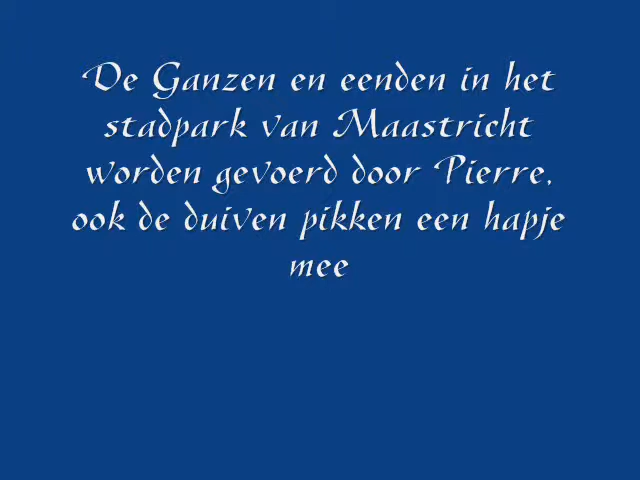 De Ganzen en eenden in het
stadpark van Maastricht
worden gevoerd door Pierre,
ook de duiven pikken een hapje
mee